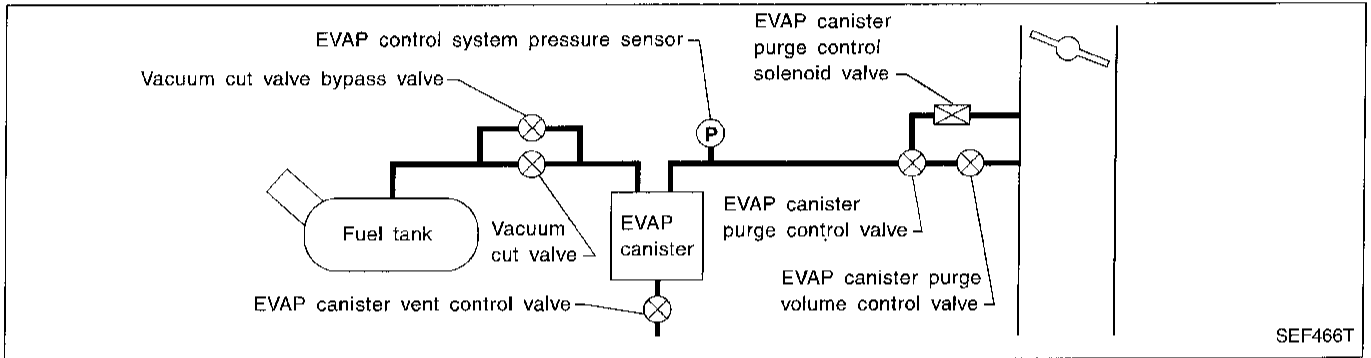 EVAP canister
purge control
solenoid valve
EVAP control system pressure sensor
Vacuum cut valve bypass valve
P
Fuel tank
Vacuum
cut valve
EVAP
canister
EVAP canister
purge control valve
EVAP canister purge
volume control valve
EVAP canister vent control valve
SEF466T